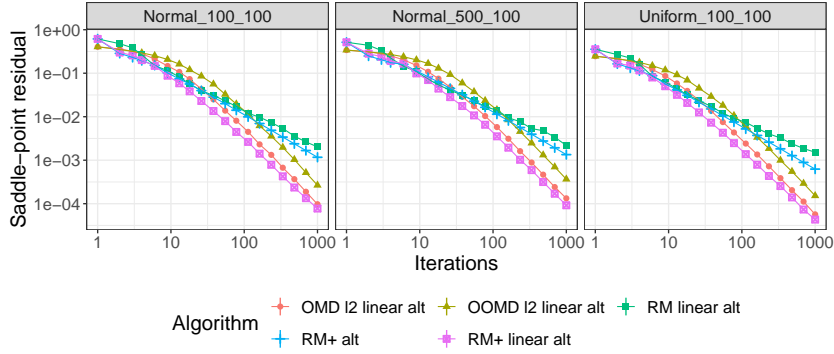 Normal_100_100 Normal_500_100 Uniform_100_100
Saddle-point residual
1e+00
1e-01
1e-02
1e-03
1e-04
1 10 100 1000 1 10 100 1000 1 10 100 1000
Iterations
Algorithm
OMD l2 linear alt OOMD l2 linear alt RM linear alt
RM+ alt RM+ linear alt